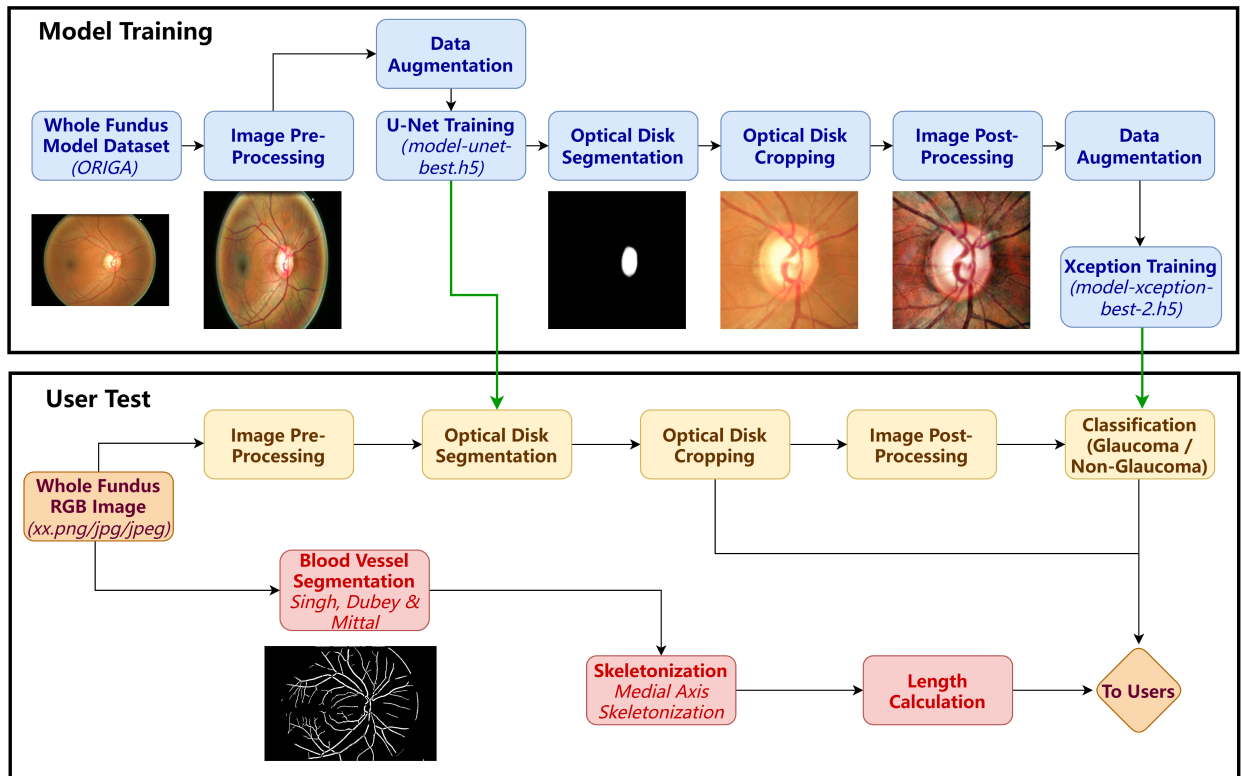 Model Training
Data
Augmentation
Whole Fundus
Model Dataset
(ORIGA)
Image Pre-
Processing
U-Net Training
(model-unet-
best.h5)
Optical Disk
Segmentation
Optical Disk
Cropping
Image Post-
Processing
Data
Augmentation
Xception Training
(model-xception-
best-2.h5)
User Test
Whole Fundus
RGB Image
(xx.png/jpg/jpeg)
Image Pre-
Processing
Optical Disk
Segmentation
Optical Disk
Cropping
Image Post-
Processing
Classification
(Glaucoma /
Non-Glaucoma)
Blood Vessel
Segmentation
Singh, Dubey &
Mittal
Skeletonization
Medial Axis
Skeletonization
Length
Calculation
To Users